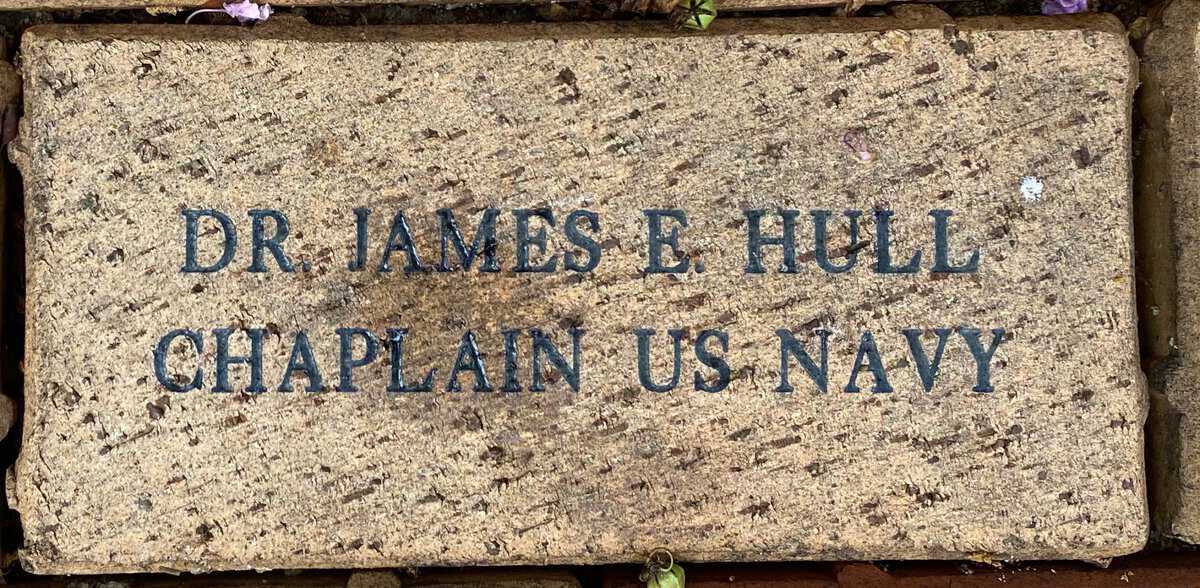 DR. JAMES E. HULL
CHAPLAIN US NAVY